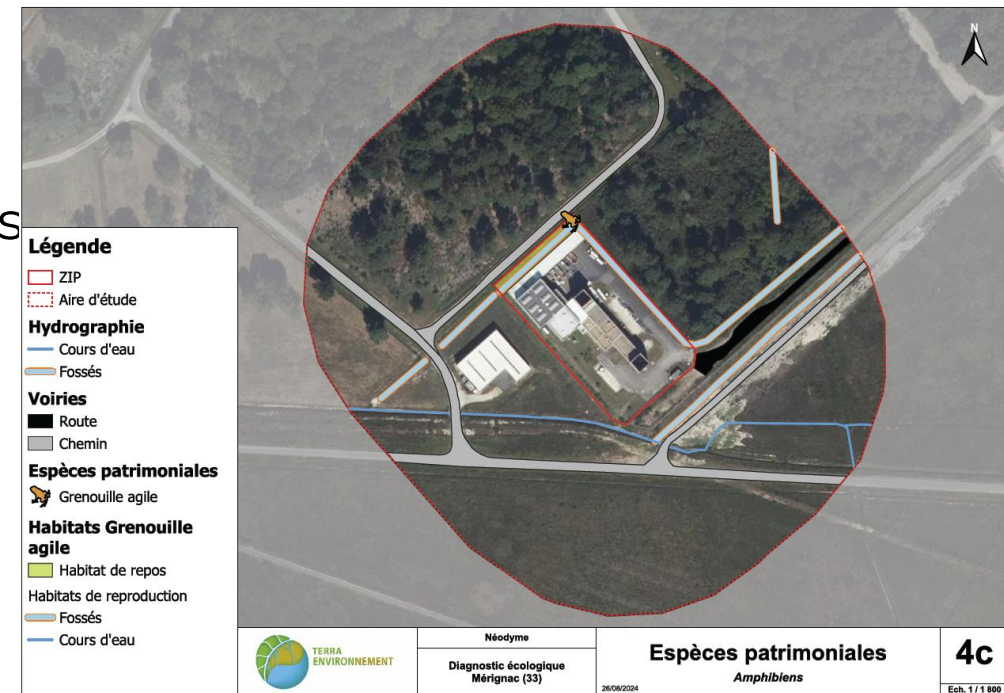 N
S
Légende
ZIP
Aire d'étude
Hydrographie
Cours d'eau
Fossés
Voiries
Route
Chemin
Espèces patrimoniales
Grenouille agile
Habitats Grenouille
agile
Habitat de repos
Habitats de reproduction
Fossés
Cours d'eau
TERRA
ENVIRONNEMENT
Néodyme
Diagnostic écologique
Mérignac (33)
Espèces patrimoniales
Amphibiens
26/08/2024
4c
Ech. 1 / 1 800